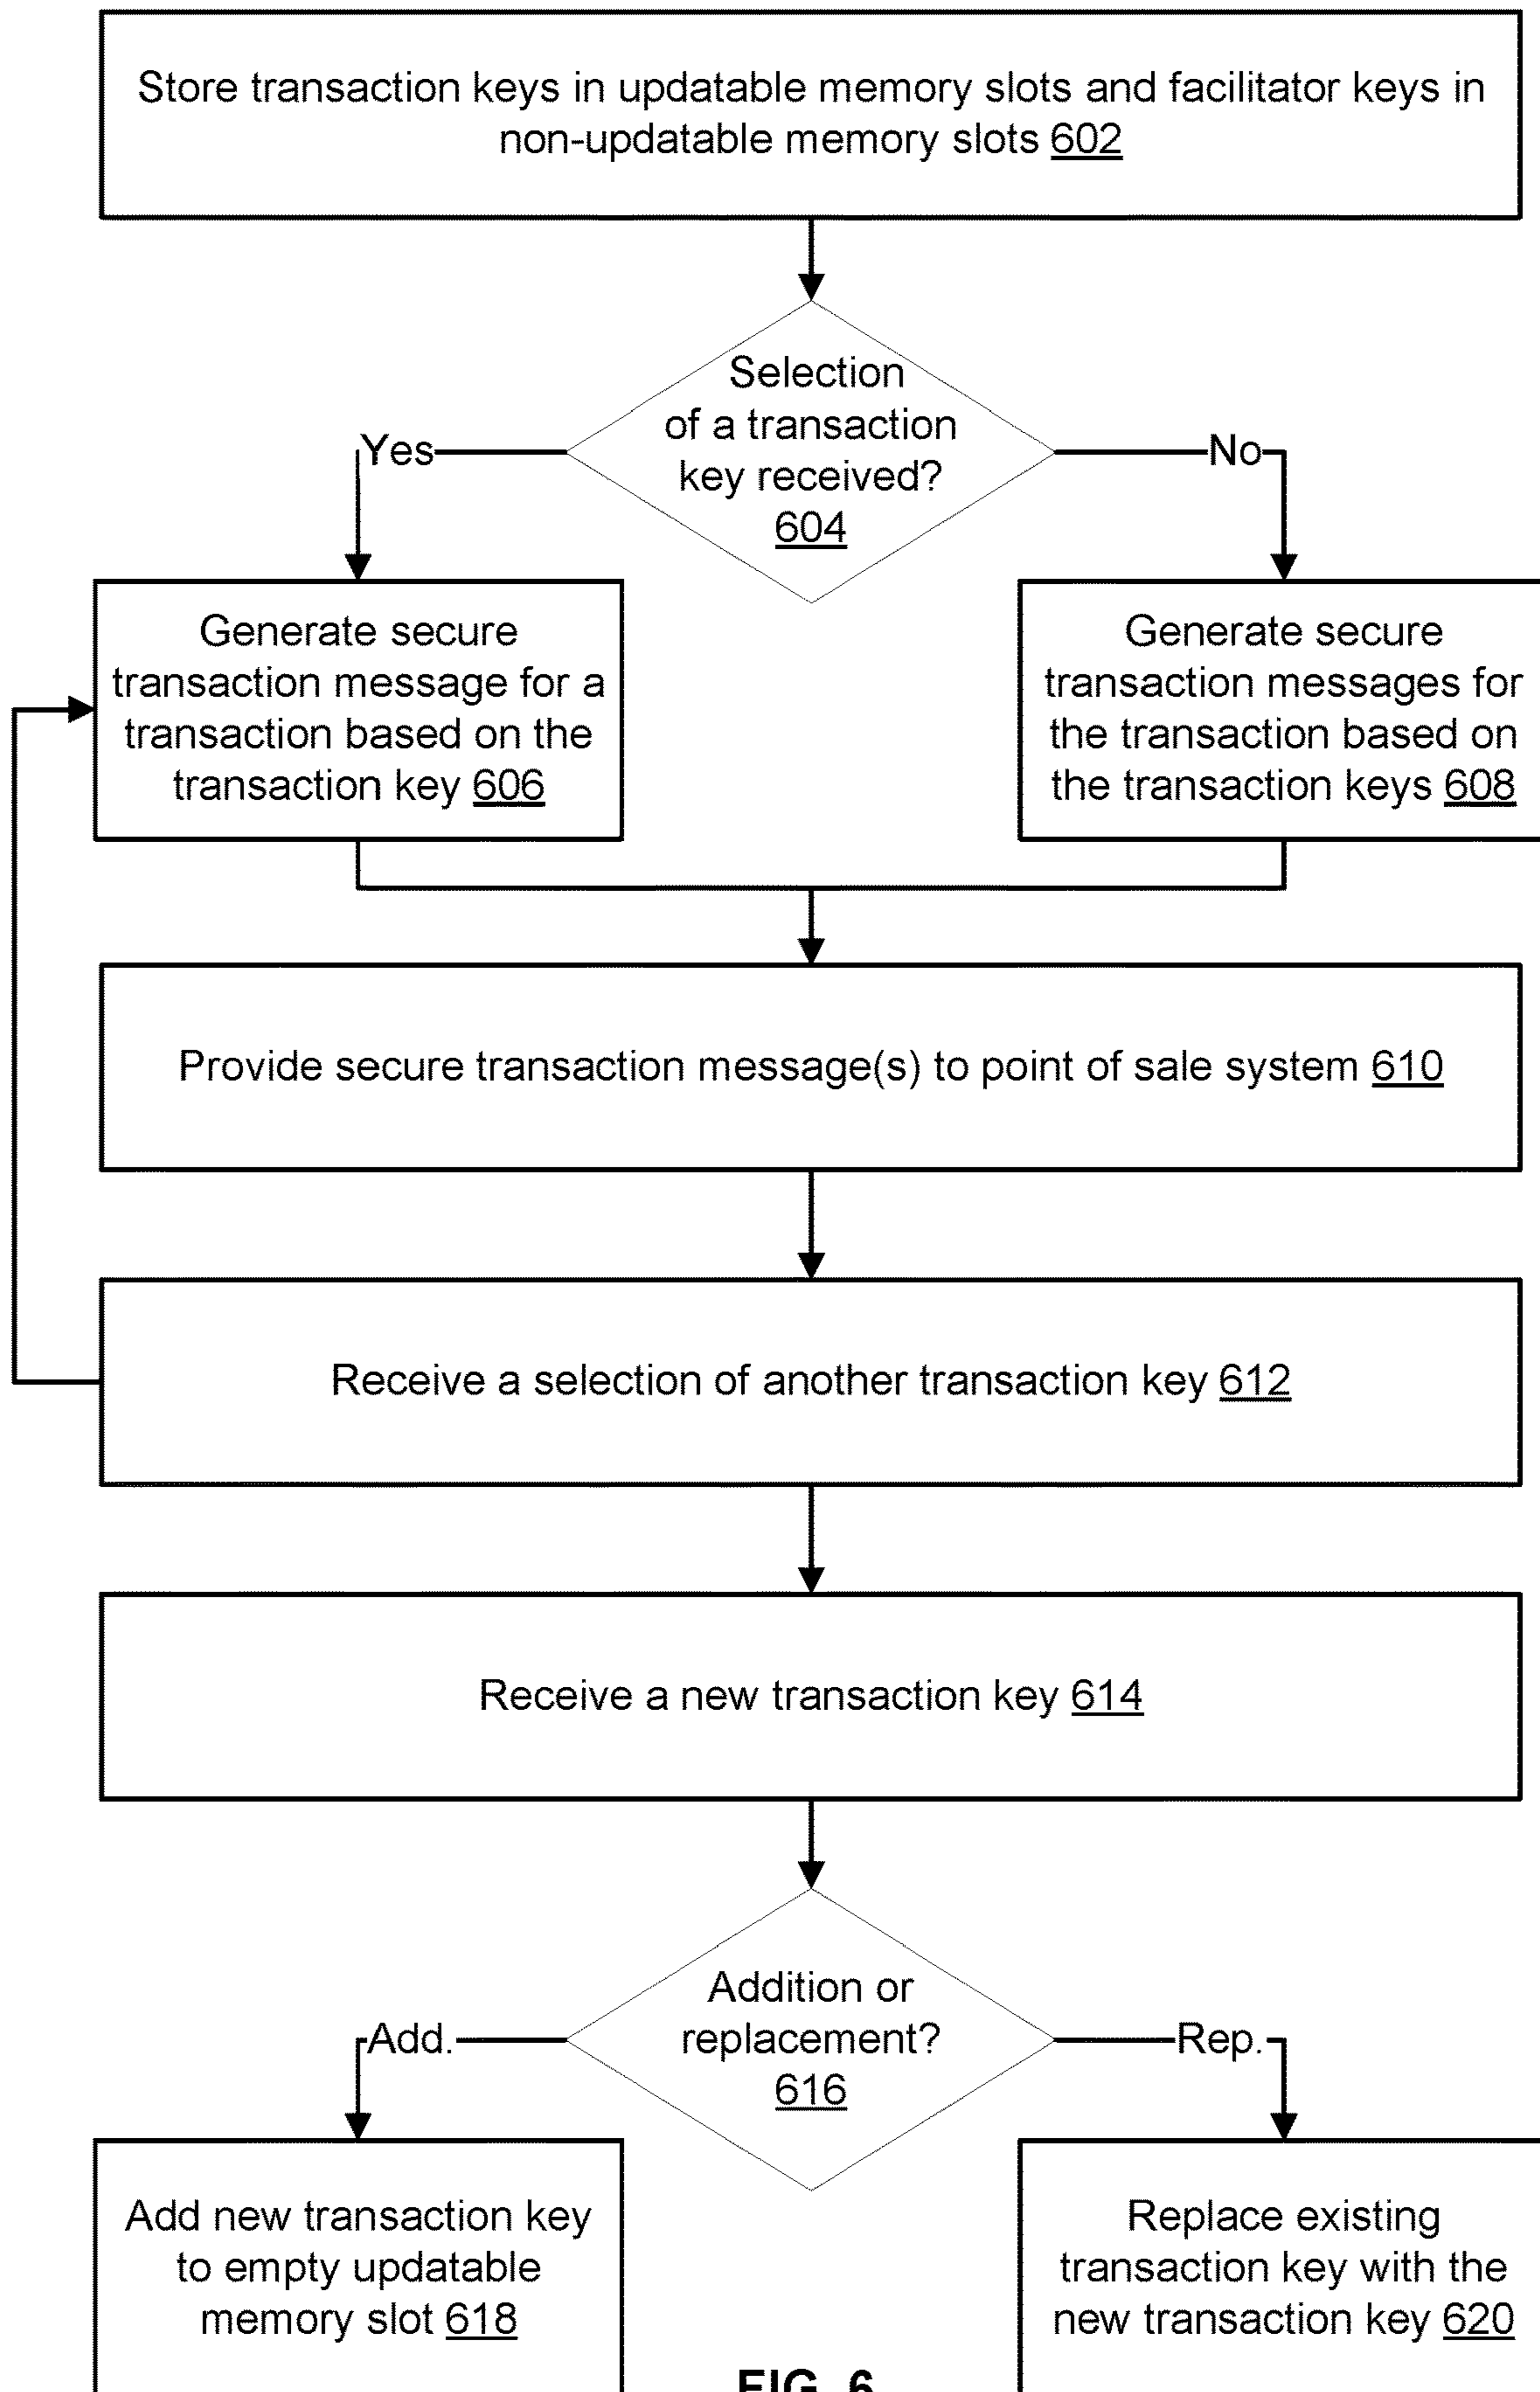 Store transaction keys in updatable memory slots and facilitator keys in
non-updatable memory slots 602
Selection
of a transaction
key received?
604
Yes
No
Generate secure
transaction message for a
transaction based on the
transaction key 606
Generate secure
transaction messages for
the transaction based on
the transaction keys 608
Provide secure transaction message(s) to point of sale system 610
Receive a selection of another transaction key 612
Receive a new transaction key 614
Addition or
replacement?
616
Add.
Rep.
Add new transaction key
to empty updatable
memory slot 618
Replace existing
transaction key with the
new transaction key 620
FIG. 6